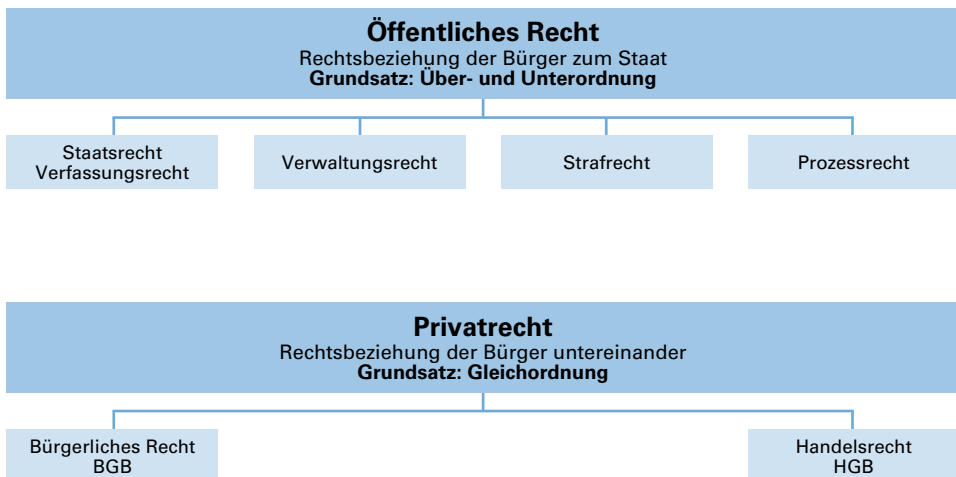 Öffentliches Recht
Rechtsbeziehung der Bürger zum Staat
Grundsatz: Über- und Unterordnung
Staatsrecht
Verfassungsrecht
Verwaltungsrecht
Strafrecht
Prozessrecht
Privatrecht
Rechtsbeziehung der Bürger untereinander
Grundsatz: Gleichordnung
Bürgerliches Recht
BGB
Handelsrecht
HGB